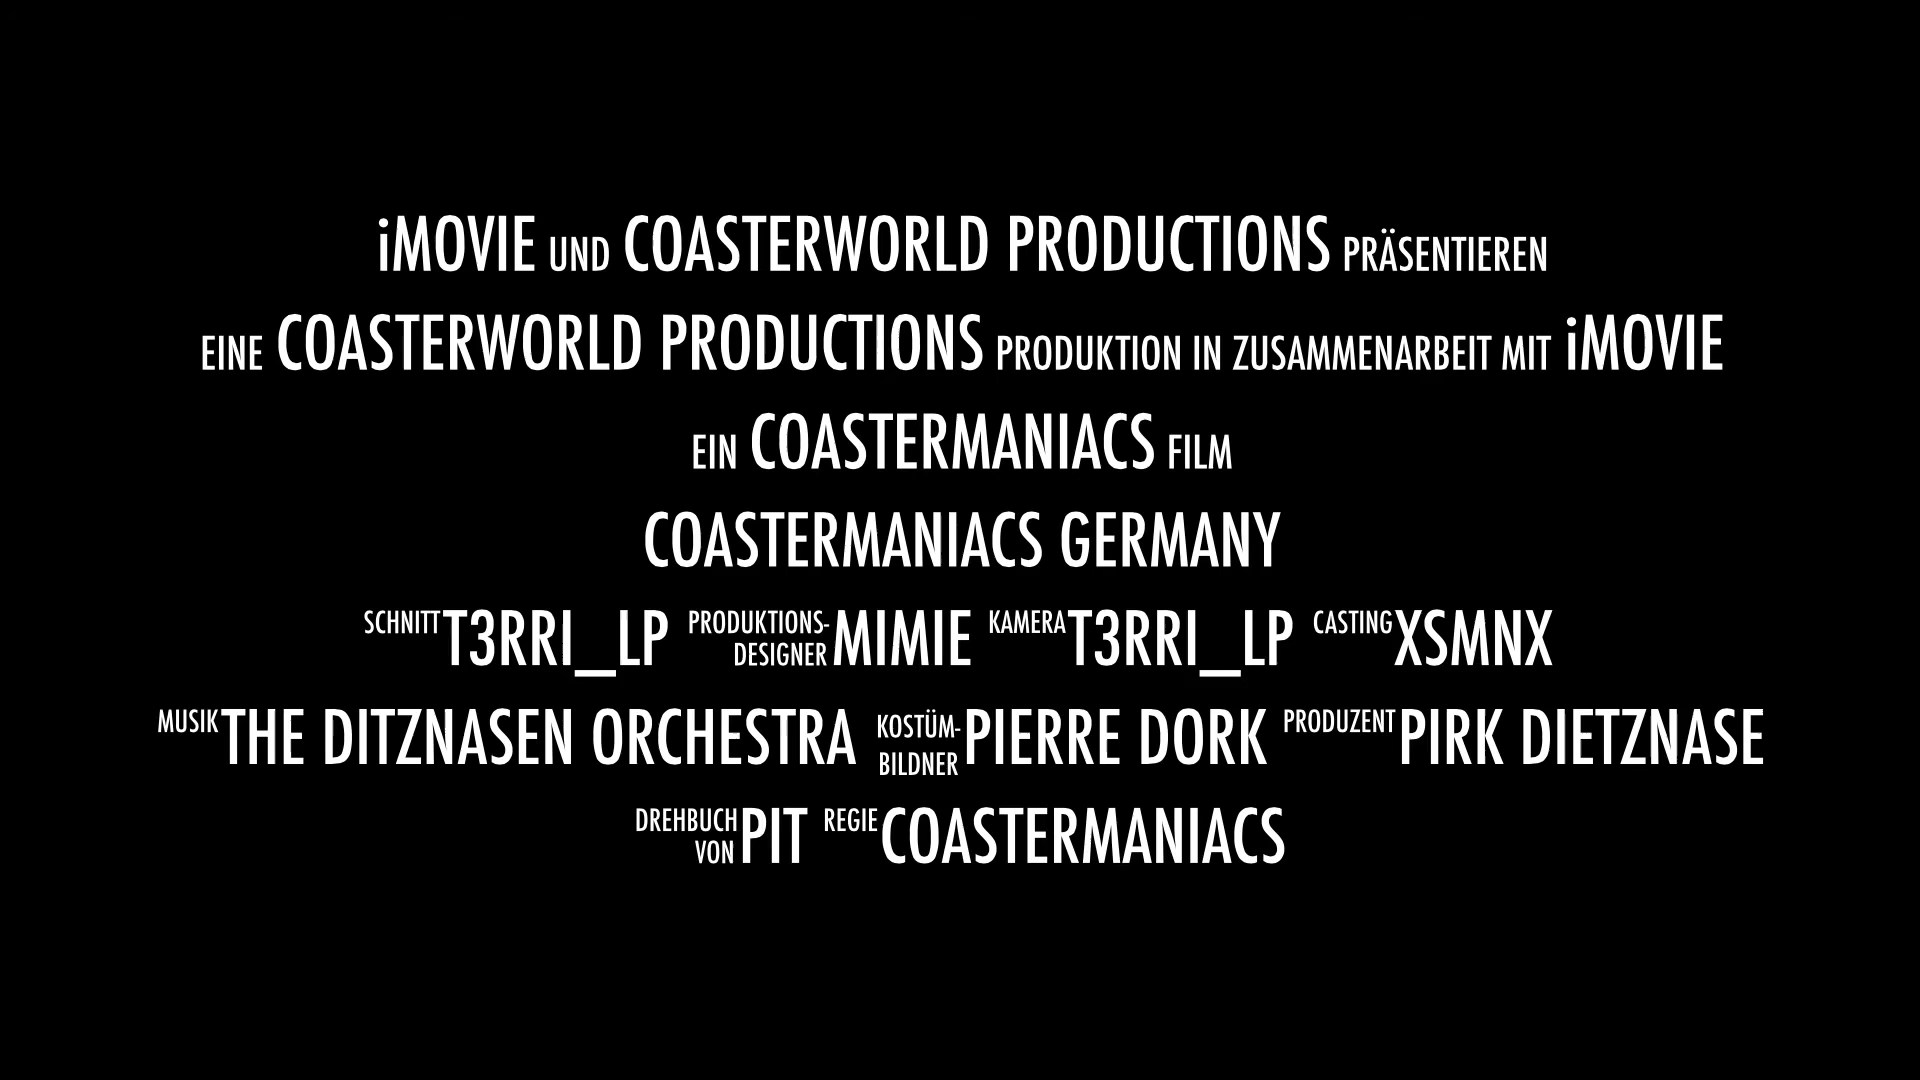 iMOVIE UND COASTERWORLD PRODUCTIONS PRÄSENTIEREN
EINE COASTERWORLD PRODUCTIONS PRODUKTION IN ZUSAMMENARBEIT MIT iMOVIE
EIN COASTERMANIACS FILM
COASTERMANIACS GERMANY
SCHNITT T3RRI_LP PRODUKTIONS-DESIGNER MIMIE KAMERA T3RRI_LP CASTING XSMNX
MUSIK THE DITZNASEN ORCHESTRA KOSTÜM-BILDNER PIERRE DORK PRODUZENT PIRK DIETZNASE
DREHBUCH VON PIT REGIE COASTERMANIACS